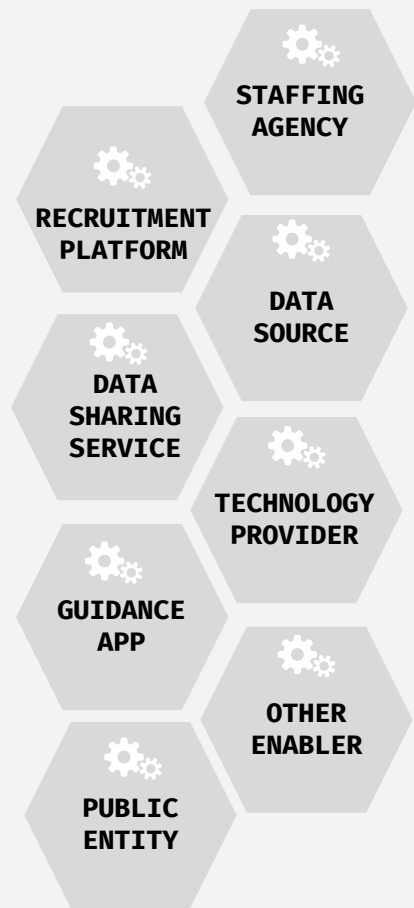 STAFFING
AGENCY
RECRUITMENT
PLATFORM
DATA
SOURCE
DATA
SHARING
SERVICE
TECHNOLOGY
PROVIDER
GUIDANCE
APP
OTHER
ENABLER
PUBLIC
ENTITY